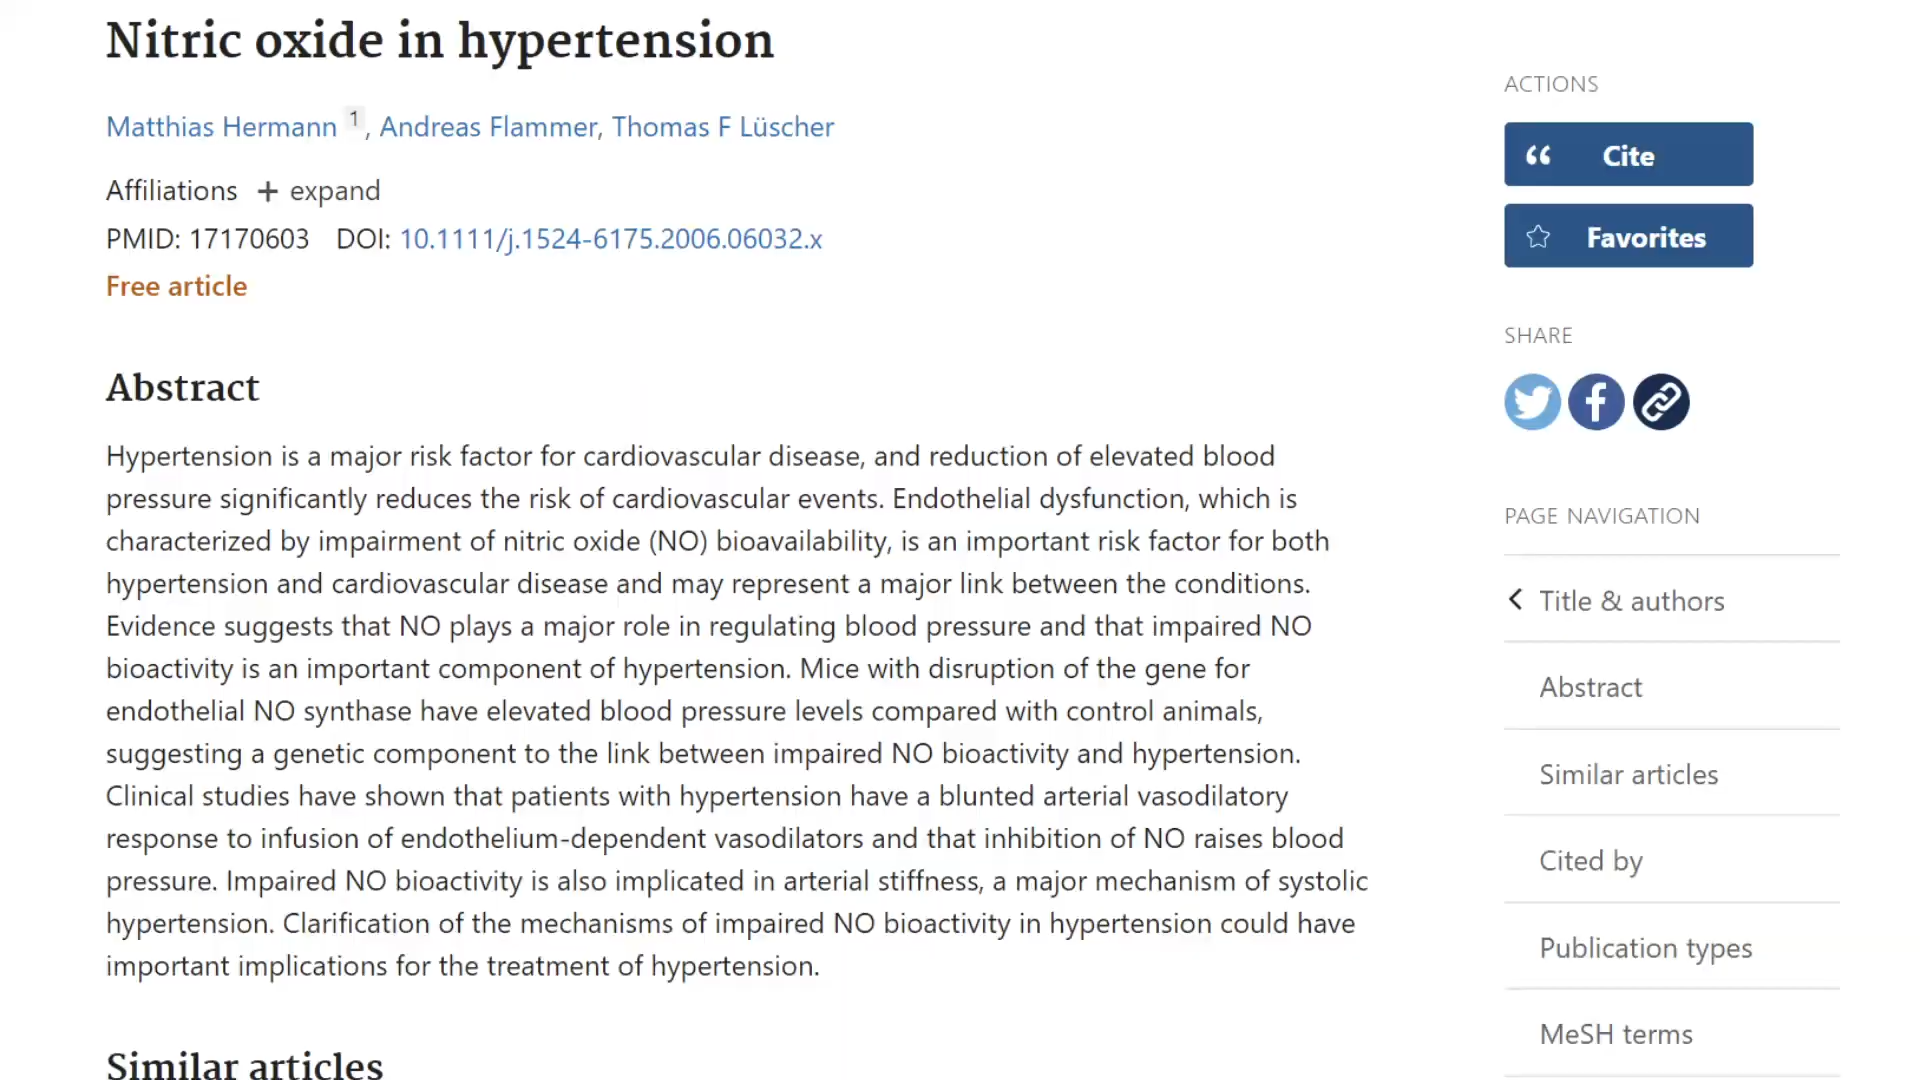 Nitric oxide in hypertension
Matthias Hermann 1, Andreas Flammer, Thomas F Lüscher
Affiliations + expand
PMID: 17170603 DOI: 10.1111/j.1524-6175.2006.06032.x
Free article
Abstract
Hypertension is a major risk factor for cardiovascular disease, and reduction of elevated blood
pressure significantly reduces the risk of cardiovascular events. Endothelial dysfunction, which is
characterized by impairment of nitric oxide (NO) bioavailability, is an important risk factor for both
hypertension and cardiovascular disease and may represent a major link between the conditions.
Evidence suggests that NO plays a major role in regulating blood pressure and that impaired NO
bioactivity is an important component of hypertension. Mice with disruption of the gene for
endothelial NO synthase have elevated blood pressure levels compared with control animals,
suggesting a genetic component to the link between impaired NO bioactivity and hypertension.
Clinical studies have shown that patients with hypertension have a blunted arterial vasodilatory
response to infusion of endothelium-dependent vasodilators and that inhibition of NO raises blood
pressure. Impaired NO bioactivity is also implicated in arterial stiffness, a major mechanism of systolic
hypertension. Clarification of the mechanisms of impaired NO bioactivity in hypertension could have
important implications for the treatment of hypertension.
Similar articles
ACTIONS
Cite
Favorites
SHARE
PAGE NAVIGATION
Title & authors
Abstract
Similar articles
Cited by
Publication types
MeSH terms